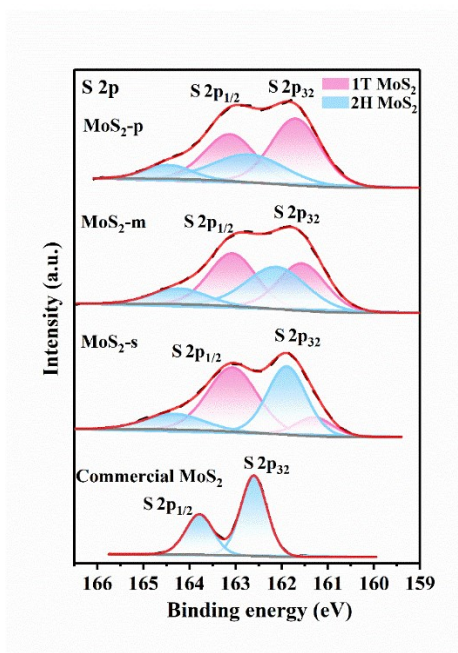 S 2p
S 2p1/2
S 2p32
1T MoS2
2H MoS2
MoS2-p
MoS2-m
S 2p1/2
S 2p32
MoS2-s
S 2p1/2
S 2p32
Commercial MoS2
S 2p1/2
S 2p32
Intensity (a.u.)
166 165 164 163 162 161 160 159
Binding energy (eV)